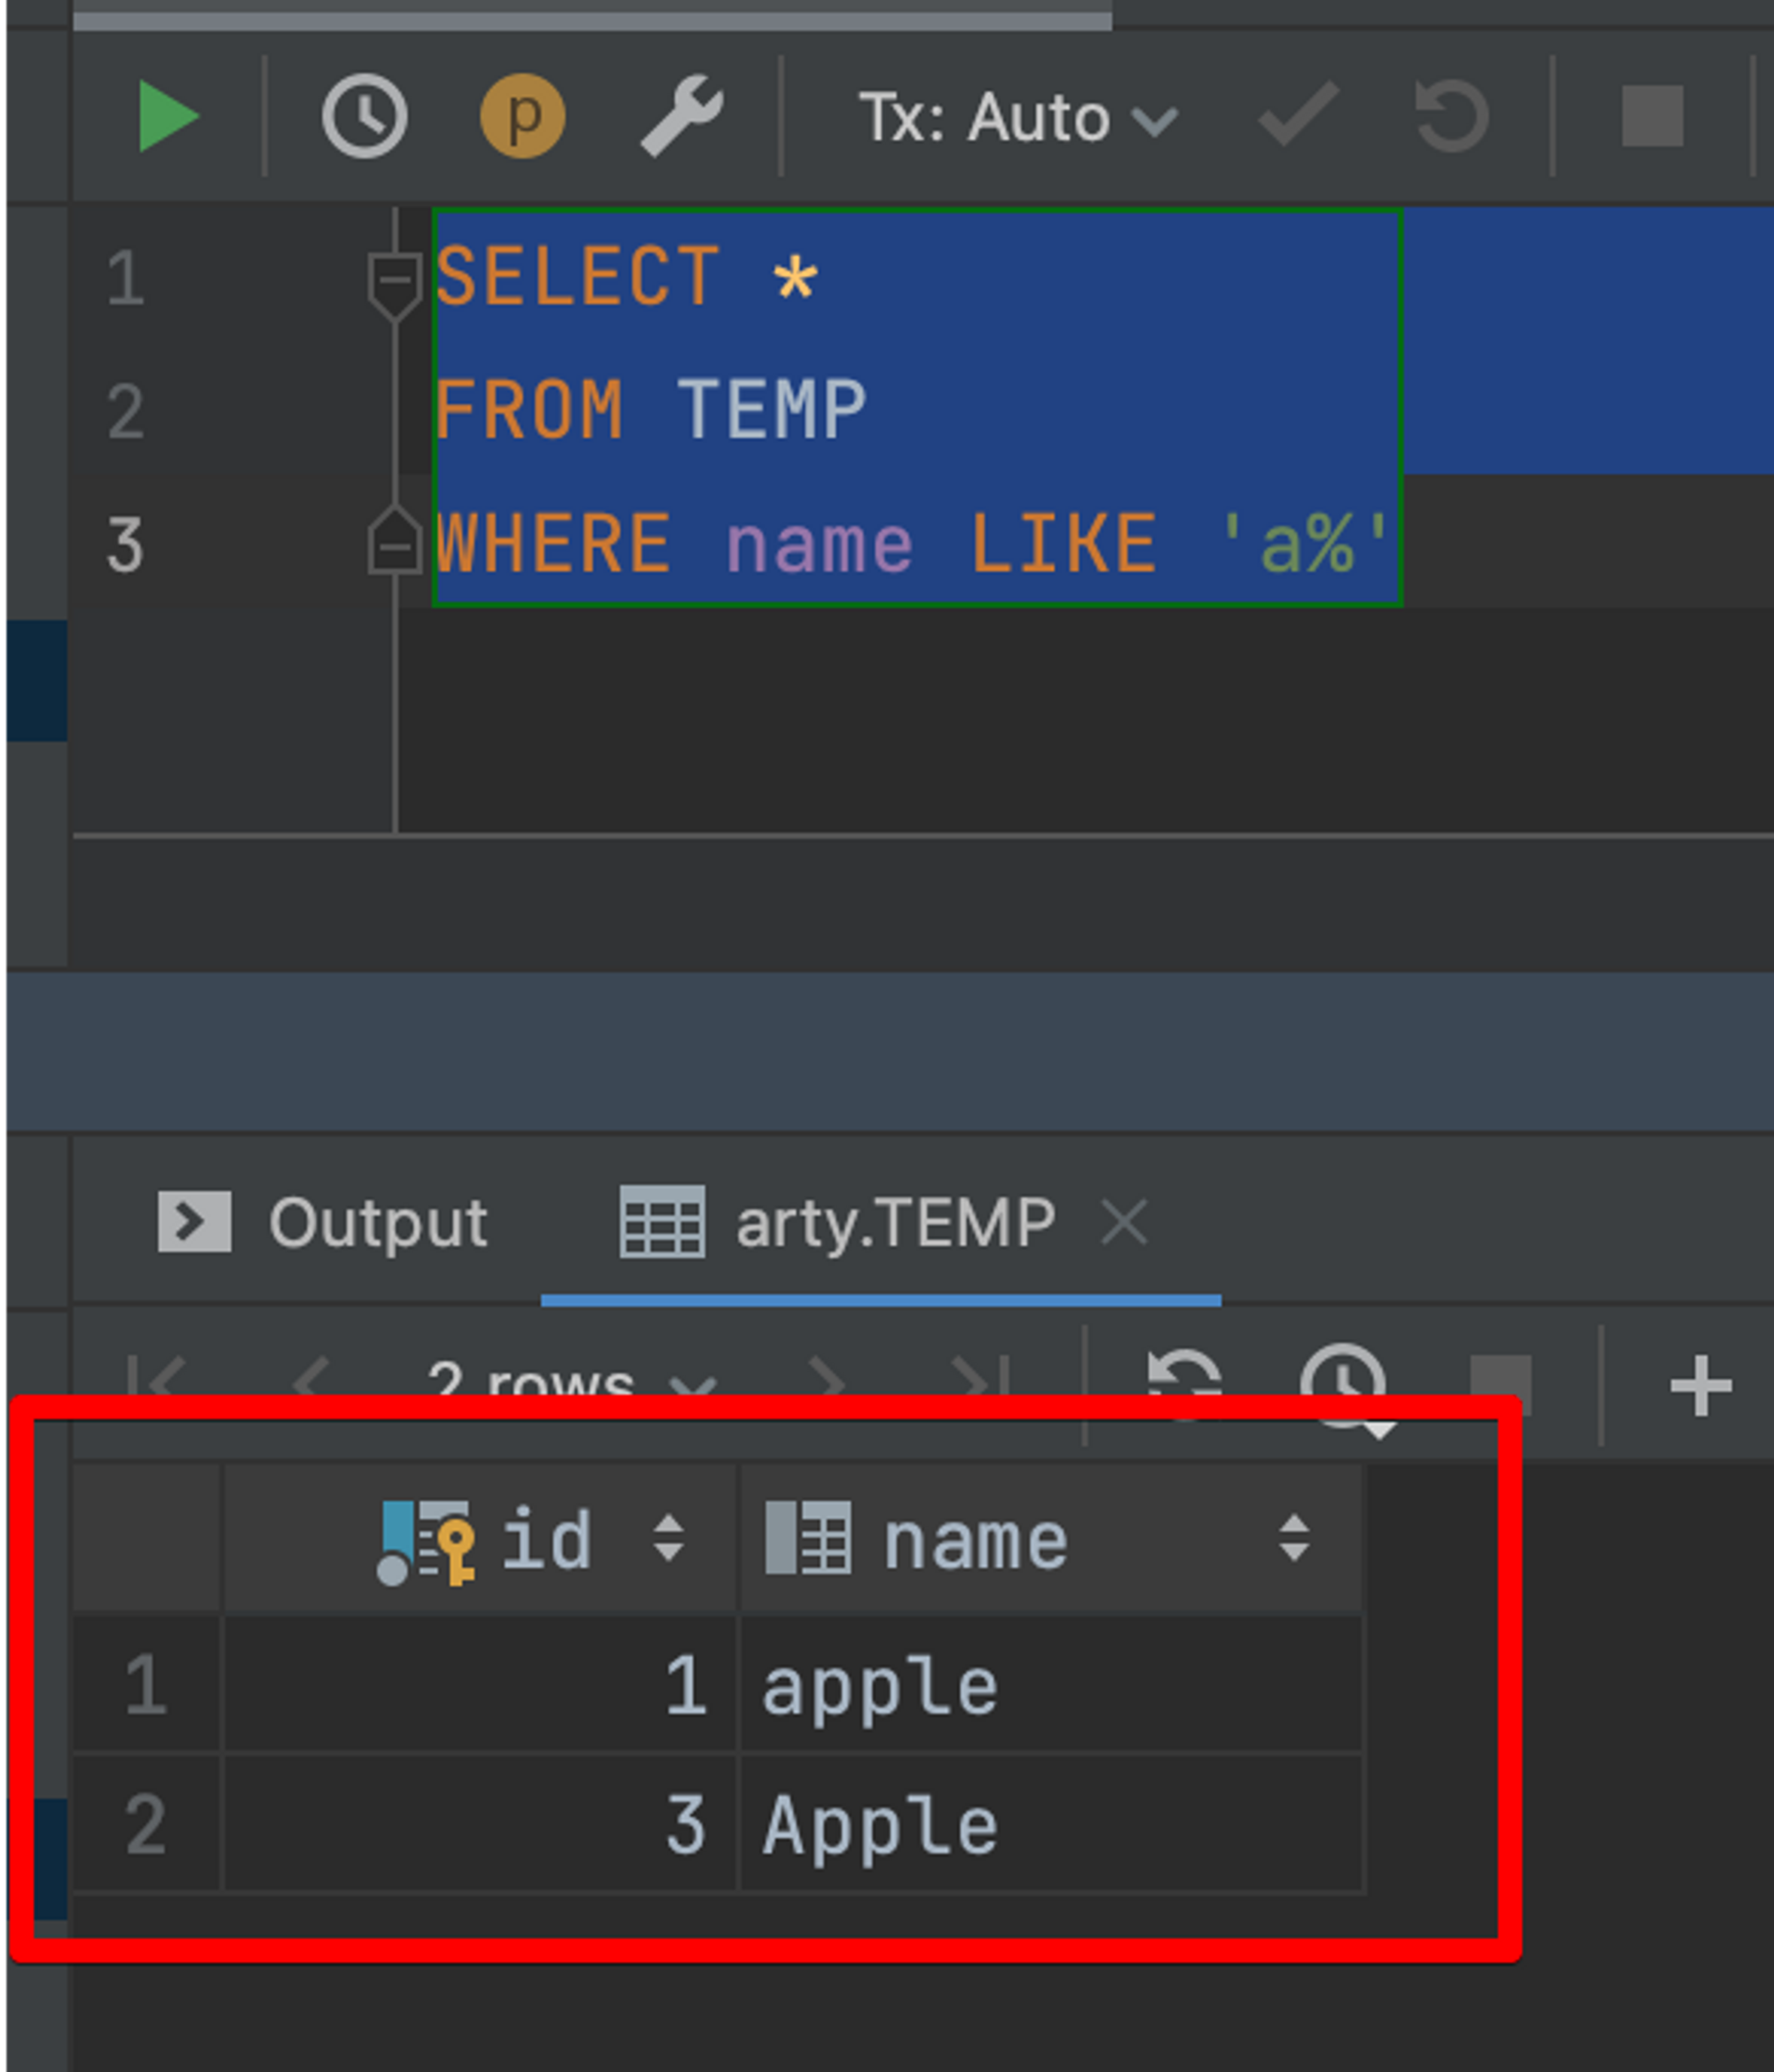 p Tx: Auto
1 SELECT *
2 FROM TEMP
3 WHERE name LIKE 'a%'
Output arty.TEMP
2 rows
id name
1 1 apple
2 3 Apple